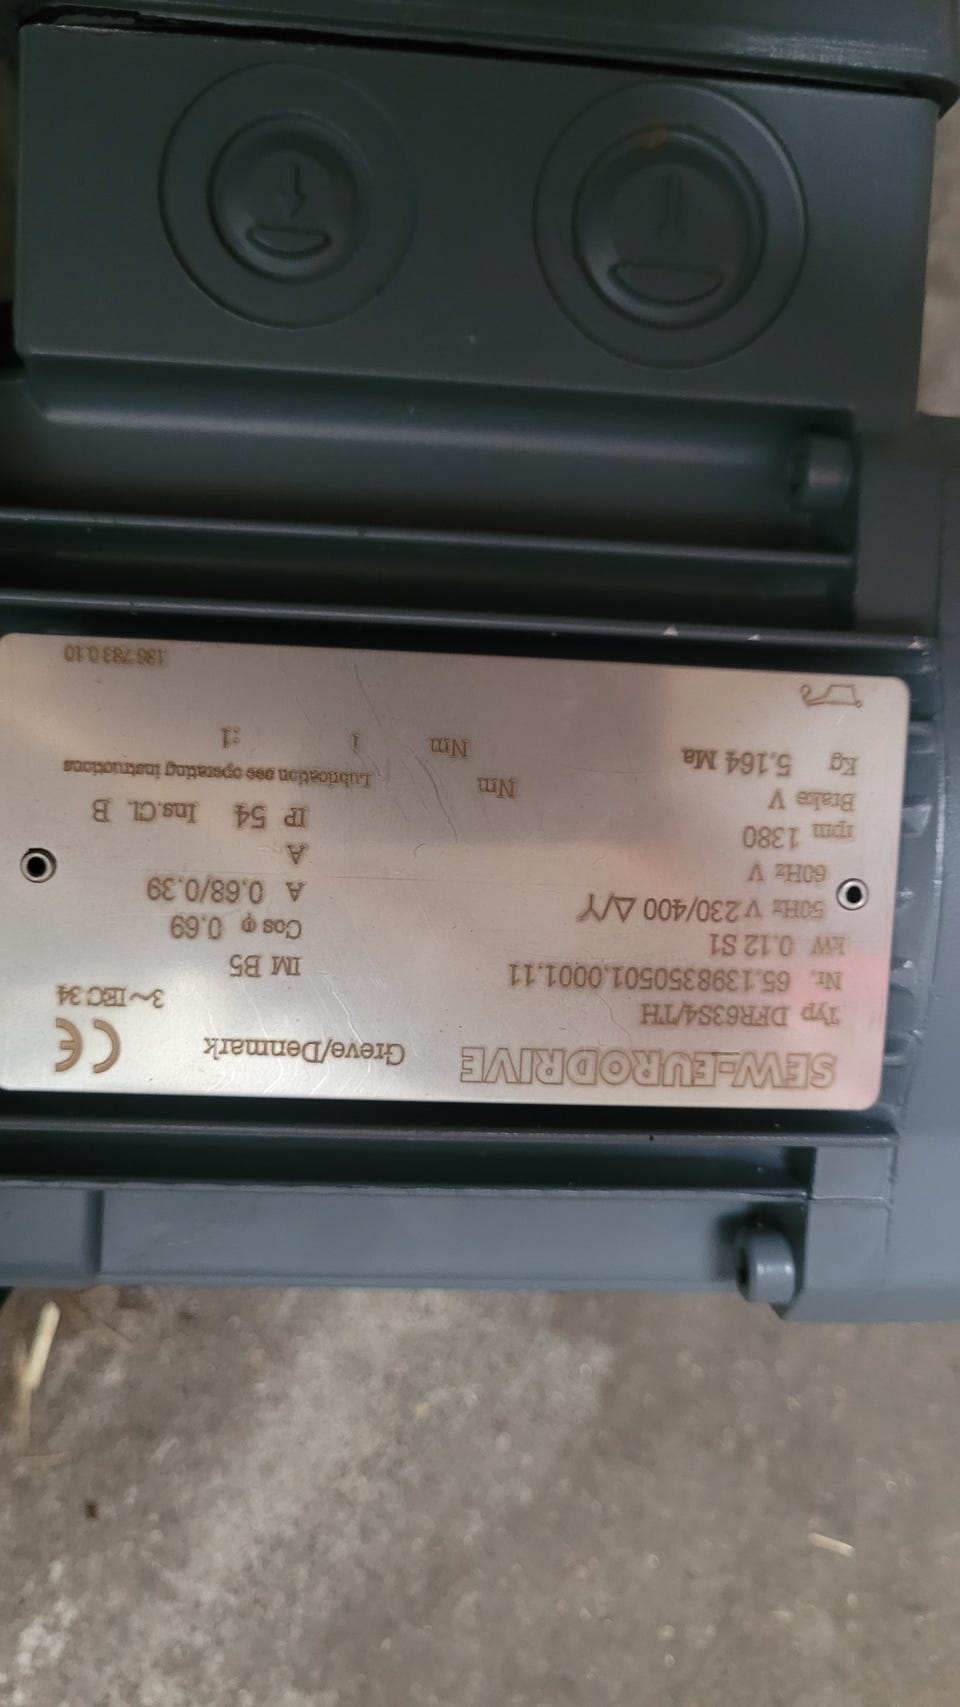 SEW-EURODRIVE Greve/Denmark CE
Typ DFR63S4/TH 3~IEC 34
Nr. 65.1398350501.0001.11 IM B5
kW 0.12 S1 Cos φ 0.69
50Hz V 230/400 Δ/Y A 0.68/0.39
60Hz V A
rpm 1380 IP 54 Ins.Cl. B
Brake V Nm Lubrication see operating instructions
Kg 5.164 Ma Nm i :1
186 783 0.10